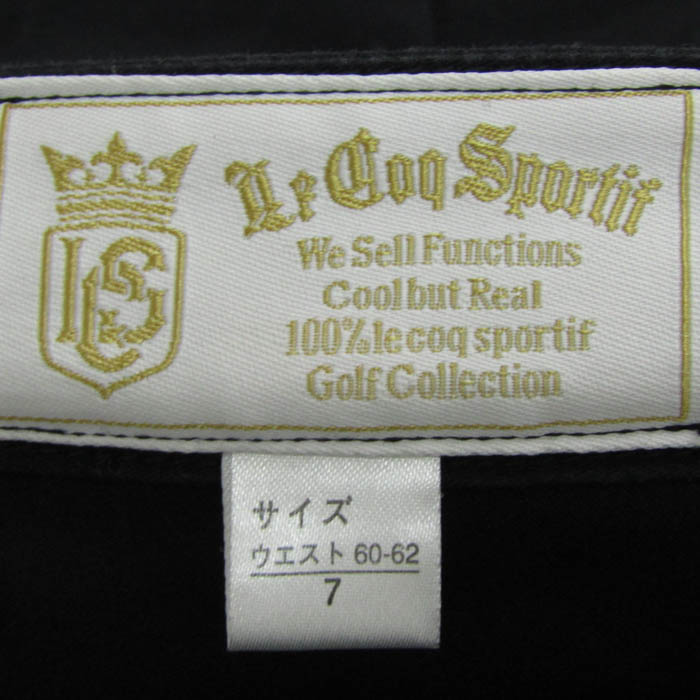 Le Coq Sportif
We Sell Functions
Cool but Real
100% le coq sportif
Golf Collection
LCS
サイズ
ウエスト 60-62
7